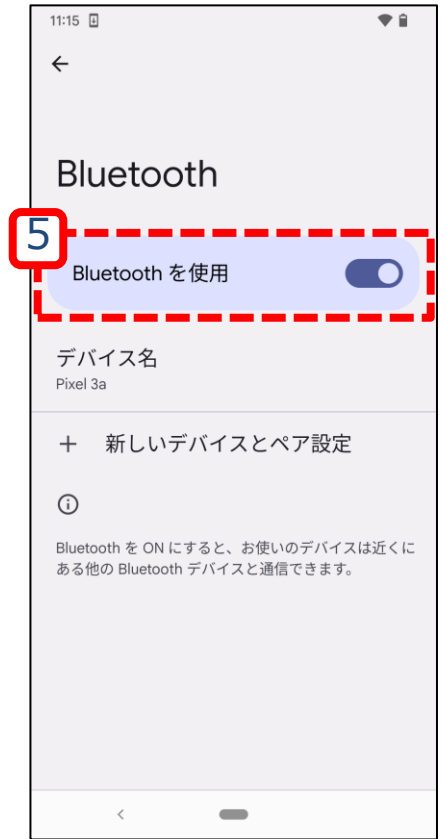 11:15
Bluetooth
5
Bluetooth を使用
デバイス名
Pixel 3a
+ 新しいデバイスとペア設定
Bluetooth を ON にすると、お使いのデバイスは近くに
ある他の Bluetooth デバイスと通信できます。